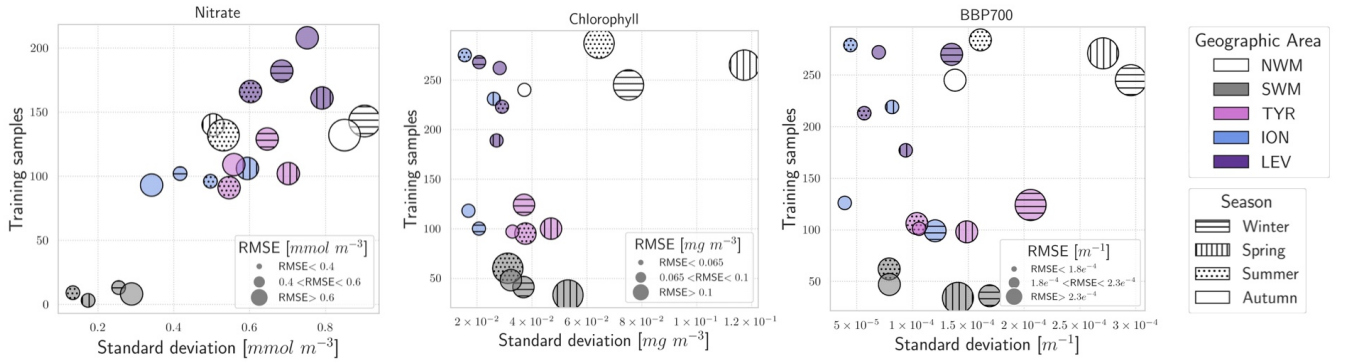 Nitrate
Training samples
200
150
100
50
0
RMSE [mmol m⁻³]
RMSE< 0.4
0.4 <RMSE< 0.6
RMSE> 0.6
0.2 0.4 0.6 0.8
Standard deviation [mmol m⁻³]
Chlorophyll
Training samples
250
200
150
100
50
RMSE [mg m⁻³]
RMSE< 0.065
0.065 <RMSE< 0.1
RMSE> 0.1
2 × 10⁻² 4 × 10⁻² 6 × 10⁻² 8 × 10⁻² 1 × 10⁻¹ 1.2 × 10⁻¹
Standard deviation [mg m⁻³]
BBP700
Training samples
250
200
150
100
50
RMSE [m⁻¹]
RMSE< 1.8e⁻⁴
1.8e⁻⁴ <RMSE< 2.3e⁻⁴
RMSE> 2.3e⁻⁴
5 × 10⁻⁵ 1 × 10⁻⁴ 1.5 × 10⁻⁴ 2 × 10⁻⁴ 2.5 × 10⁻⁴ 3 × 10⁻⁴
Standard deviation [m⁻¹]
Geographic Area
NWM
SWM
TYR
ION
LEV
Season
Winter
Spring
Summer
Autumn